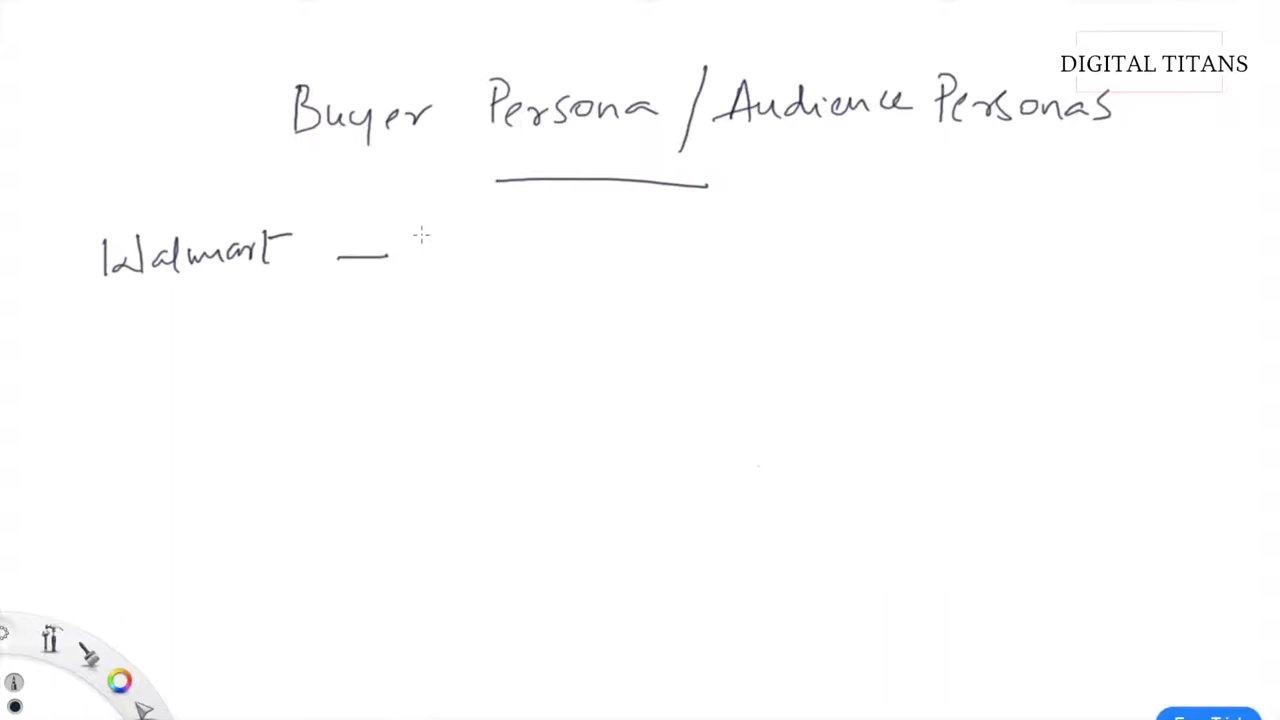 DIGITAL TITANS
Buyer Persona / Audience Personas
Walmart —